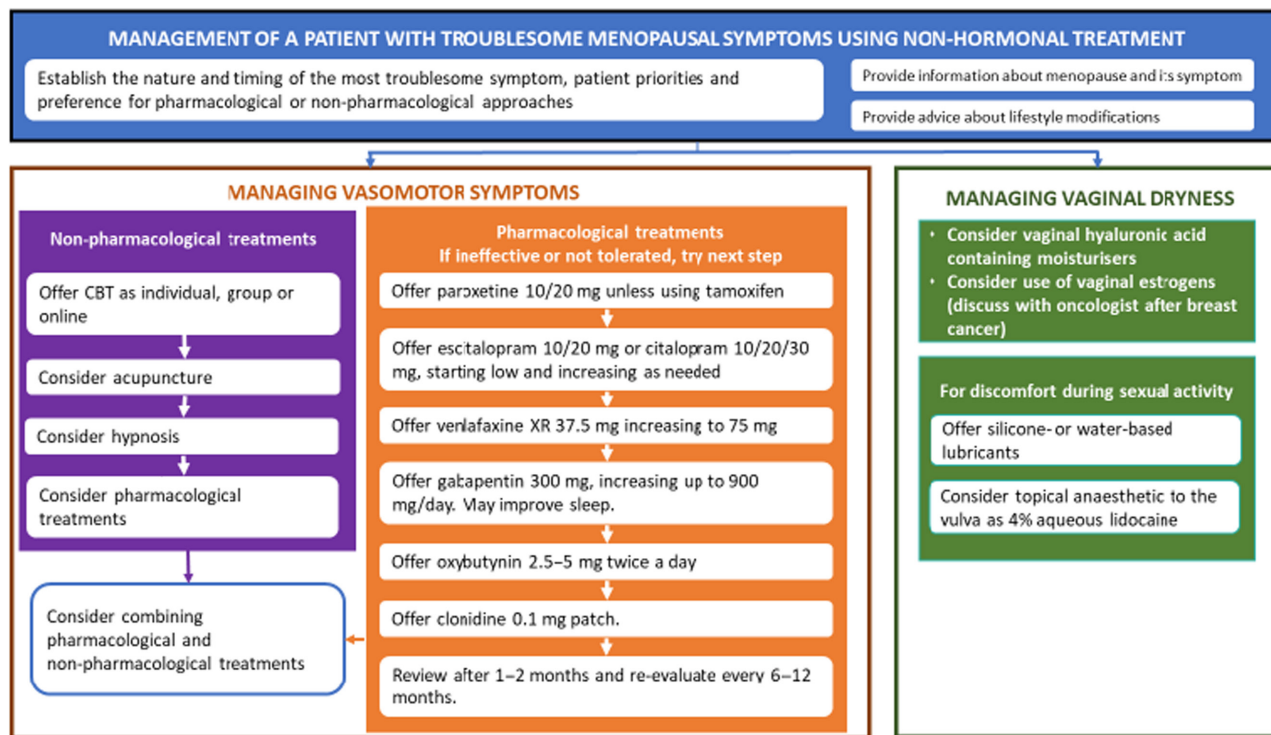 MANAGEMENT OF A PATIENT WITH TROUBLESOME MENOPAUSAL SYMPTOMS USING NON-HORMONAL TREATMENT
Establish the nature and timing of the most troublesome symptom, patient priorities and
preference for pharmacological or non-pharmacological approaches
Provide information about menopause and its symptom
Provide advice about lifestyle modifications
MANAGING VASOMOTOR SYMPTOMS
Non-pharmacological treatments
Offer CBT as individual, group or
online
Consider acupuncture
Consider hypnosis
Consider pharmacological
treatments
Consider combining
pharmacological and
non-pharmacological treatments
Pharmacological treatments
If ineffective or not tolerated, try next step
Offer paroxetine 10/20 mg unless using tamoxifen
Offer escitalopram 10/20 mg or citalopram 10/20/30
mg, starting low and increasing as needed
Offer venlafaxine XR 37.5 mg increasing to 75 mg
Offer gabapentin 300 mg, increasing up to 900
mg/day. May improve sleep.
Offer oxybutynin 2.5–5 mg twice a day
Offer clonidine 0.1 mg patch.
Review after 1–2 months and re-evaluate every 6–12
months.
MANAGING VAGINAL DRYNESS
• Consider vaginal hyaluronic acid
containing moisturisers
• Consider use of vaginal estrogens
(discuss with oncologist after breast
cancer)
For discomfort during sexual activity
Offer silicone- or water-based
lubricants
Consider topical anaesthetic to the
vulva as 4% aqueous lidocaine